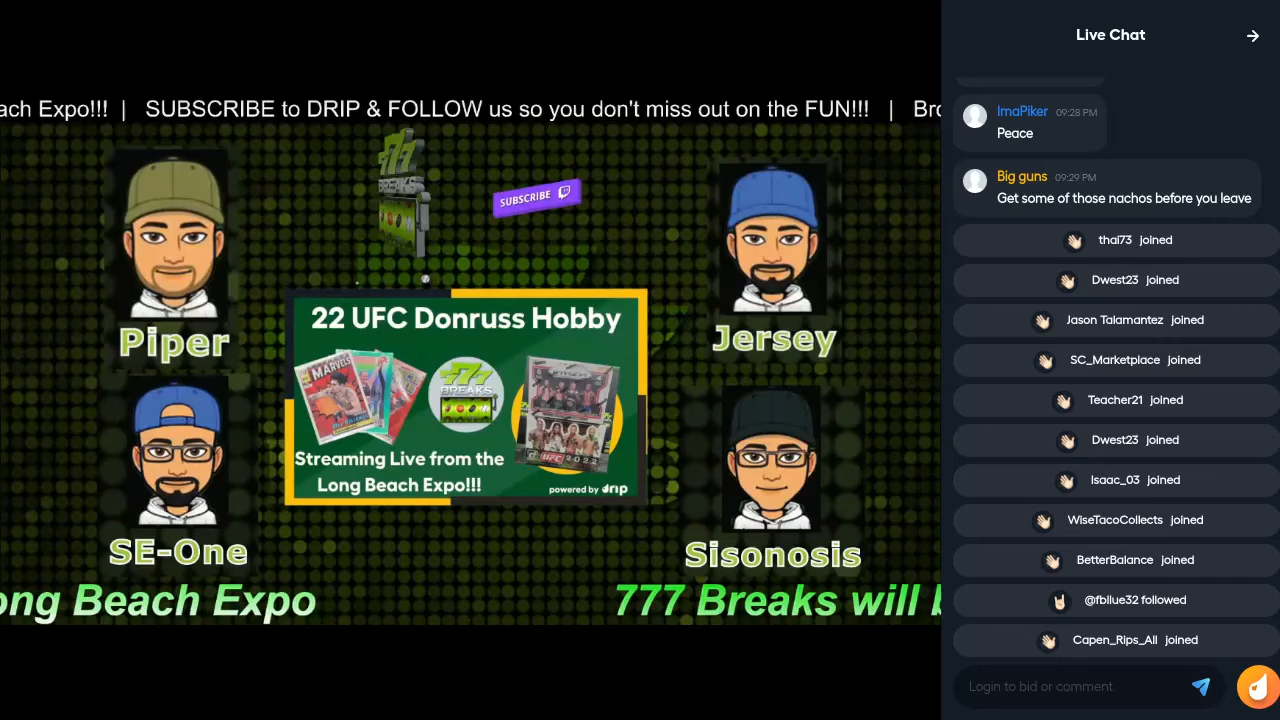 ach Expo!!! | SUBSCRIBE to DRIP & FOLLOW us so you don't miss out on the FUN!!! | Bro
777
BREAKS
SUBSCRIBE
Piper
Jersey
22 UFC Donruss Hobby
MARVELS
777
BREAKS
UFC 2022
Streaming Live from the
Long Beach Expo!!!
powered by drip
SE-One
Sisonosis
ong Beach Expo
777 Breaks will b
Live Chat
ImaPiker 09:28 PM
Peace
Big guns 09:29 PM
Get some of those nachos before you leave
thai73 joined
Dwest23 joined
Jason Talamantez joined
SC_Marketplace joined
Teacher21 joined
Dwest23 joined
Isaac_03 joined
WiseTacoCollects joined
BetterBalance joined
@fbilue32 followed
Capen_Rips_All joined
Login to bid or comment